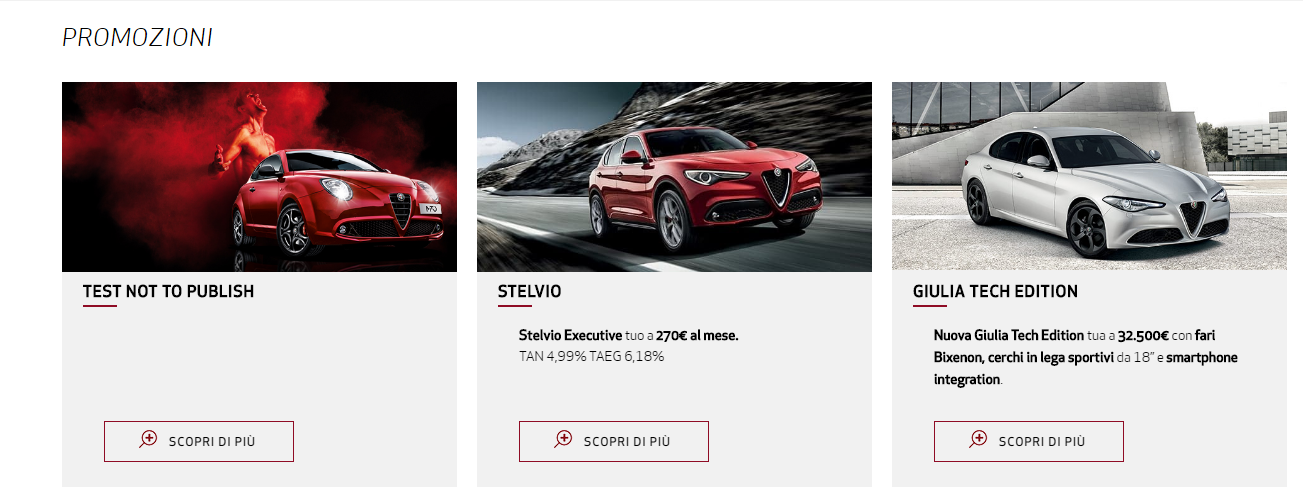 PROMOZIONI
TEST NOT TO PUBLISH
STELVIO
Stelvio Executive tuo a 270€ al mese.
TAN 4,99% TAEG 6,18%
GIULIA TECH EDITION
Nuova Giulia Tech Edition tua a 32.500€ con fari
Bixenon, cerchi in lega sportivi da 18” e smartphone
integration.
SCOPRI DI PIÙ
SCOPRI DI PIÙ
SCOPRI DI PIÙ